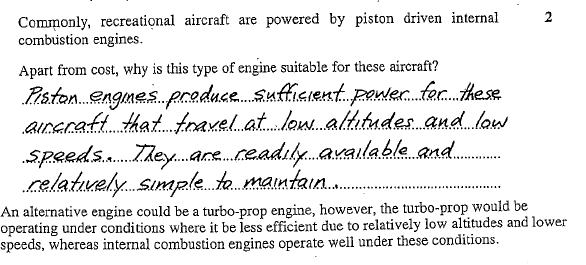 Commonly, recreational aircraft are powered by piston driven internal 2
combustion engines.
Apart from cost, why is this type of engine suitable for these aircraft?
Piston engines produce sufficient power for these
aircraft that travel at low altitudes and low
speeds. They are readily available and
relatively simple to maintain.
An alternative engine could be a turbo-prop engine, however, the turbo-prop would be
operating under conditions where it be less efficient due to relatively low altitudes and lower
speeds, whereas internal combustion engines operate well under these conditions.